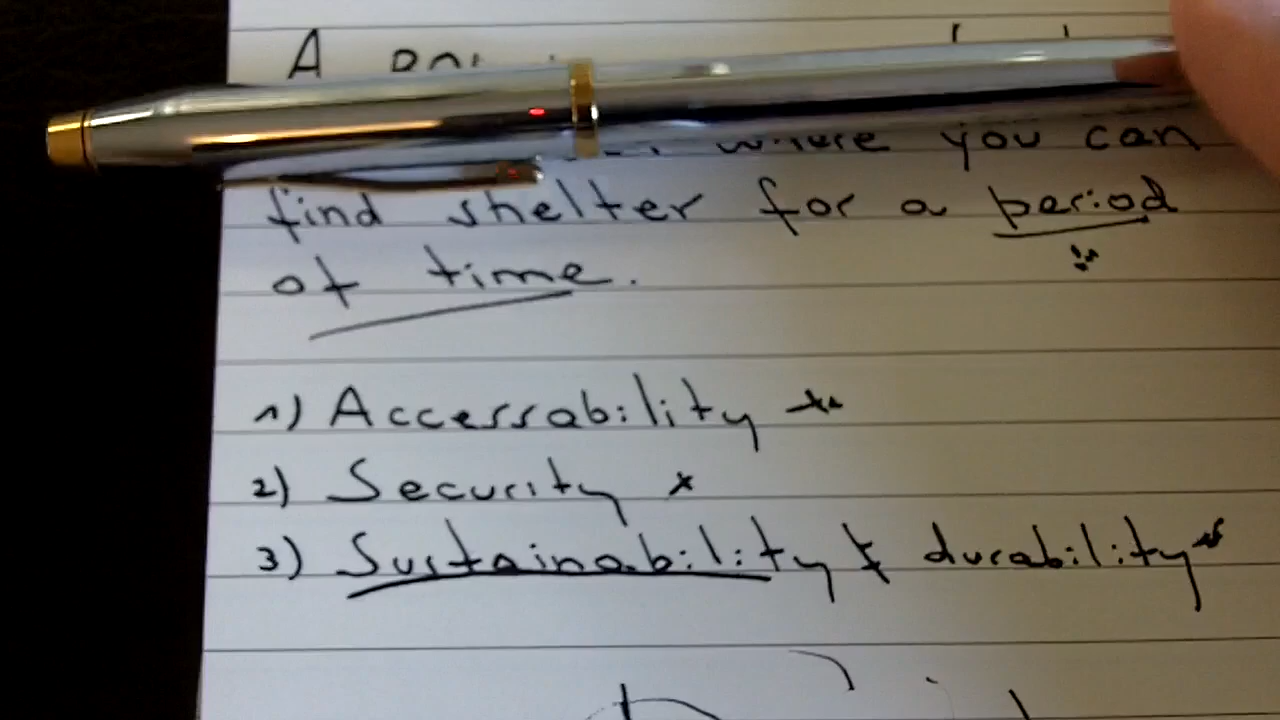 A
where you can
find shelter for a period
of time.
1) Accessability
2) Security
3) Sustainability & durability